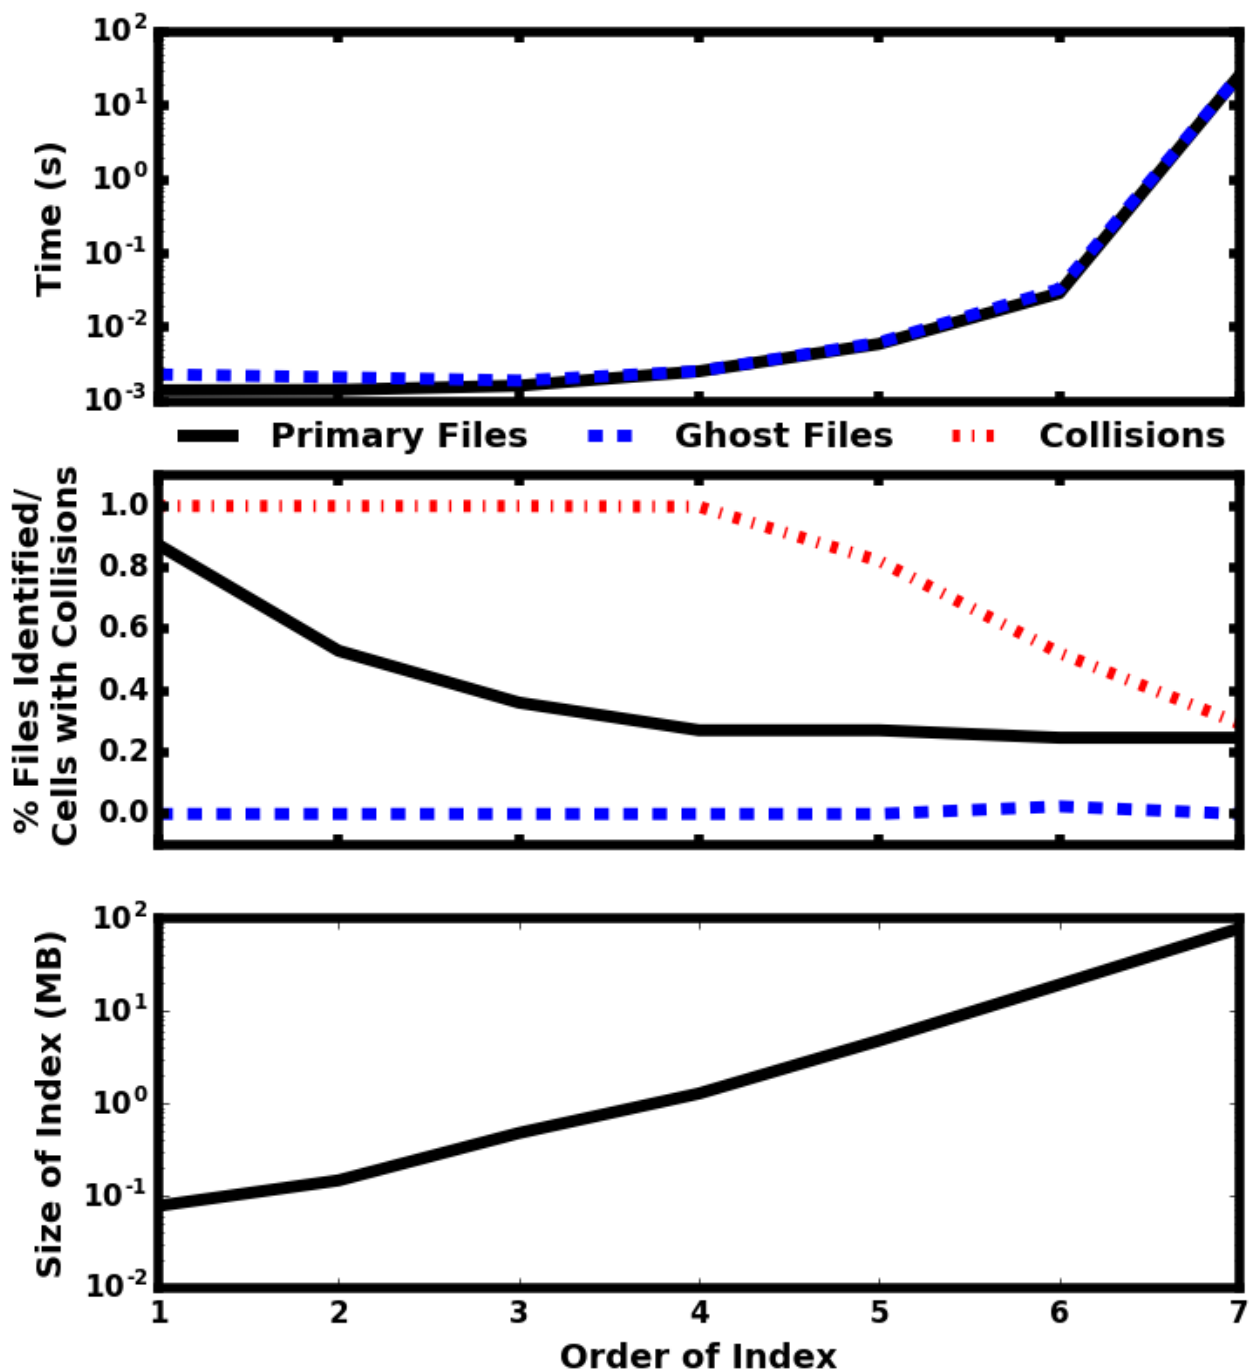 10²
10¹
10⁰
10⁻¹
10⁻²
10⁻³
Time (s)
Primary Files Ghost Files Collisions
1.0
0.8
0.6
0.4
0.2
0.0
% Files Identified/
Cells with Collisions
10²
10¹
10⁰
10⁻¹
10⁻²
Size of Index (MB)
1 2 3 4 5 6 7
Order of Index